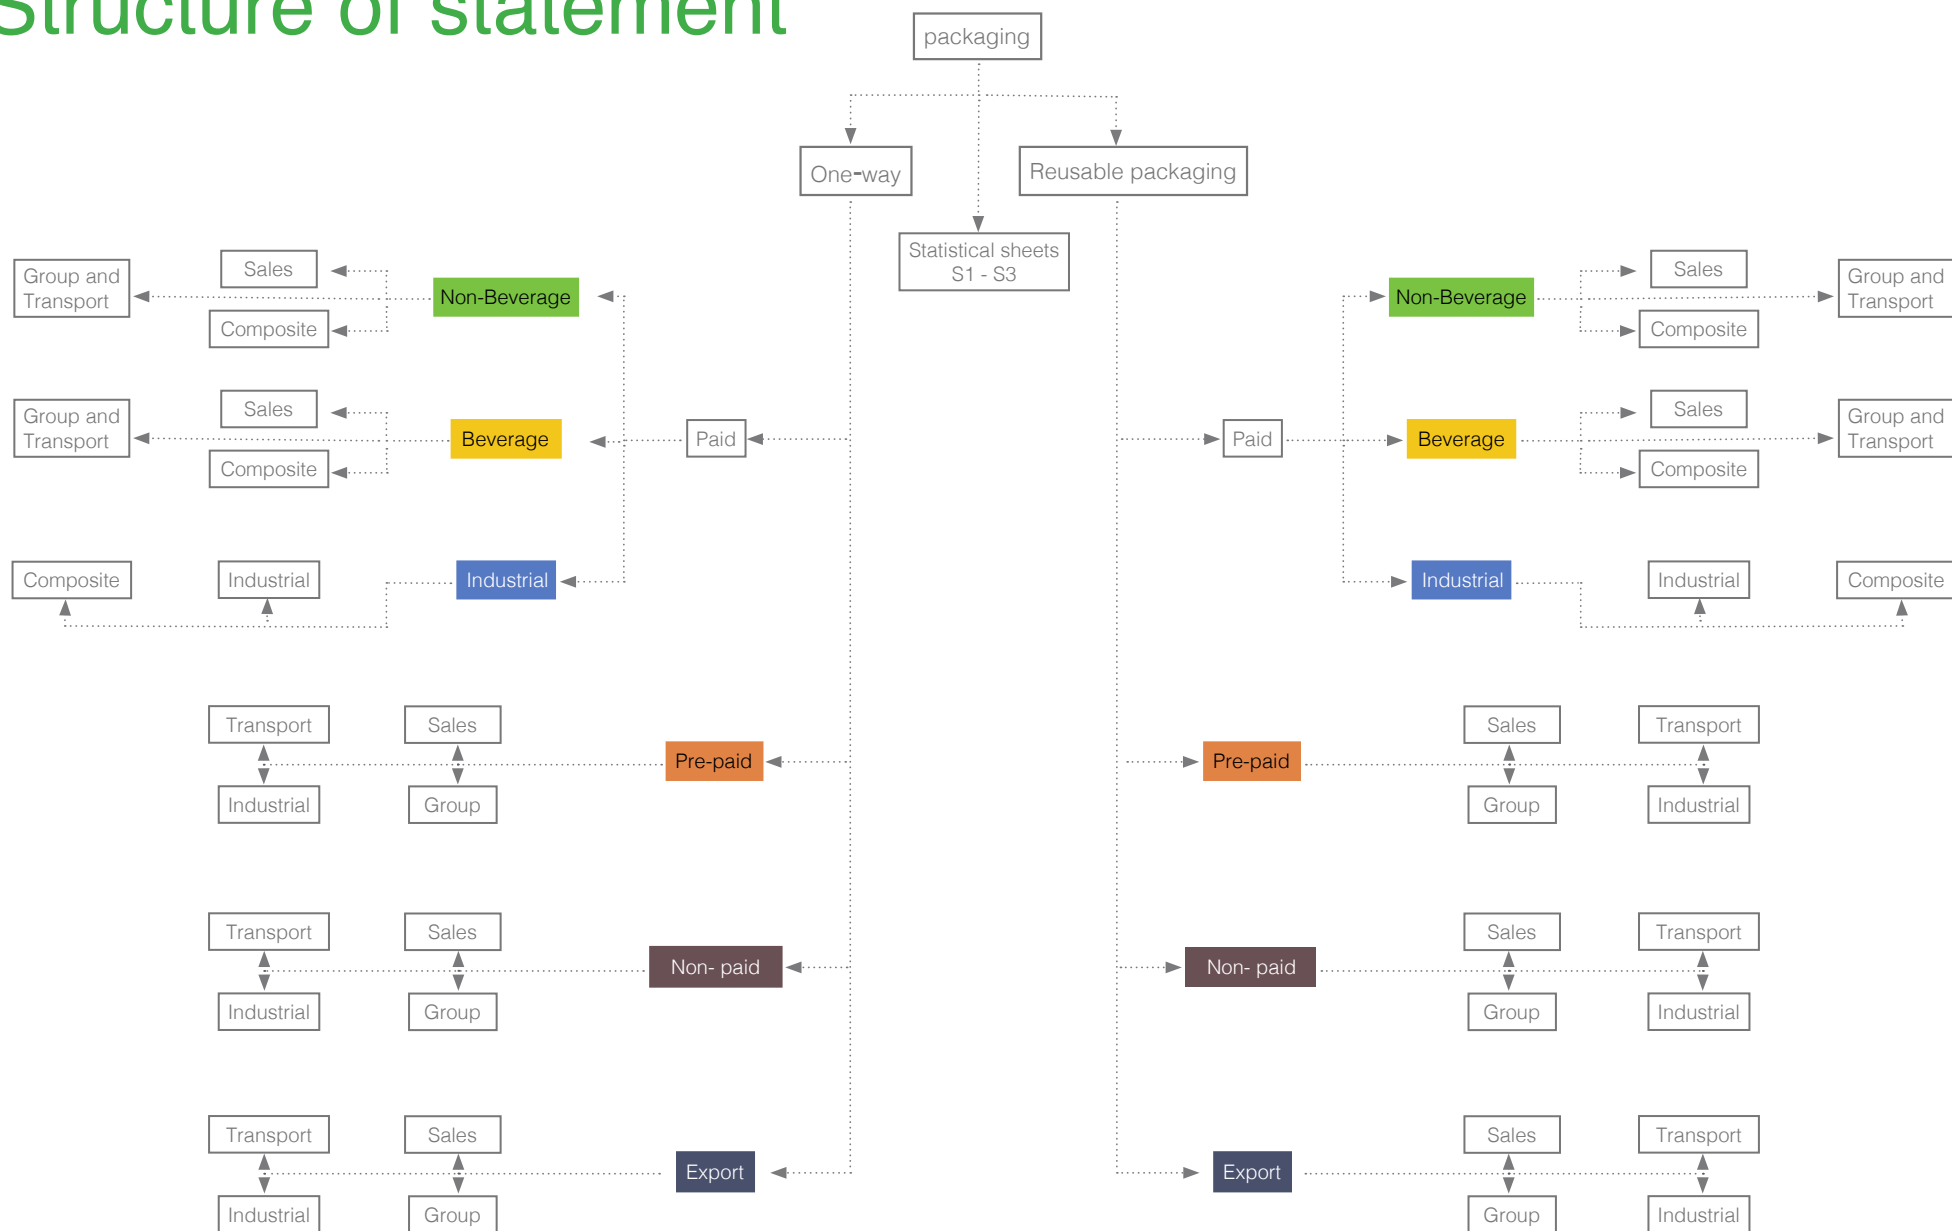 Structure of statement
packaging
One-way
Reusable packaging
Statistical sheets
S1 - S3
Group and
Transport
Sales
Composite
Non-Beverage
Non-Beverage
Sales
Composite
Group and
Transport
Group and
Transport
Sales
Composite
Beverage
Paid
Paid
Beverage
Sales
Composite
Group and
Transport
Composite
Industrial
Industrial
Industrial
Industrial
Composite
Transport
Sales
Pre-paid
Industrial
Group
Pre-paid
Sales
Transport
Group
Industrial
Transport
Sales
Non- paid
Industrial
Group
Non- paid
Sales
Transport
Group
Industrial
Transport
Sales
Export
Industrial
Group
Export
Sales
Transport
Group
Industrial